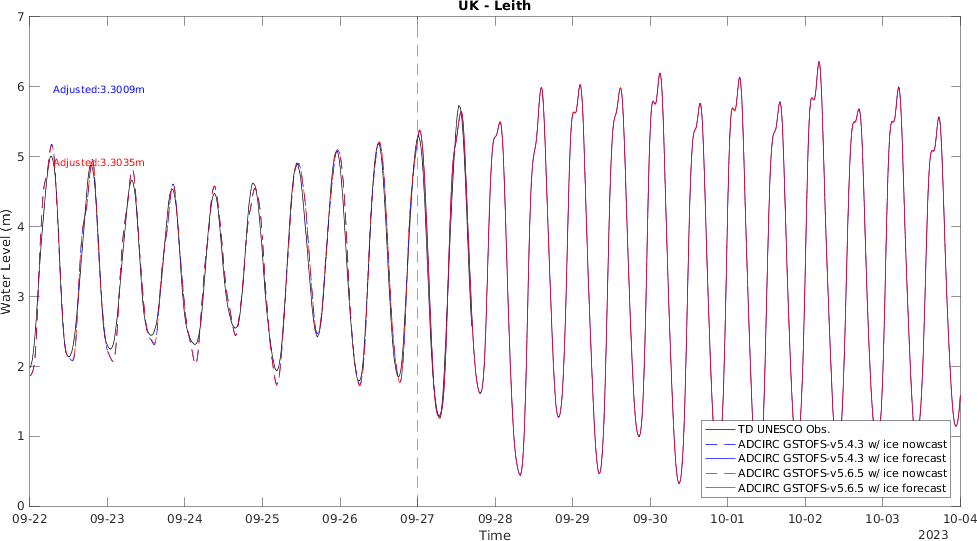 UK - Leith
7
6
5
4
3
2
1
0
Water Level (m)
Adjusted:3.3009m
Adjusted:3.3035m
TD UNESCO Obs.
ADCIRC GSTOFS-v5.4.3 w/ ice nowcast
ADCIRC GSTOFS-v5.4.3 w/ ice forecast
ADCIRC GSTOFS-v5.6.5 w/ ice nowcast
ADCIRC GSTOFS-v5.6.5 w/ ice forecast
09-22 09-23 09-24 09-25 09-26 09-27 09-28 09-29 09-30 10-01 10-02 10-03 10-04
Time
2023